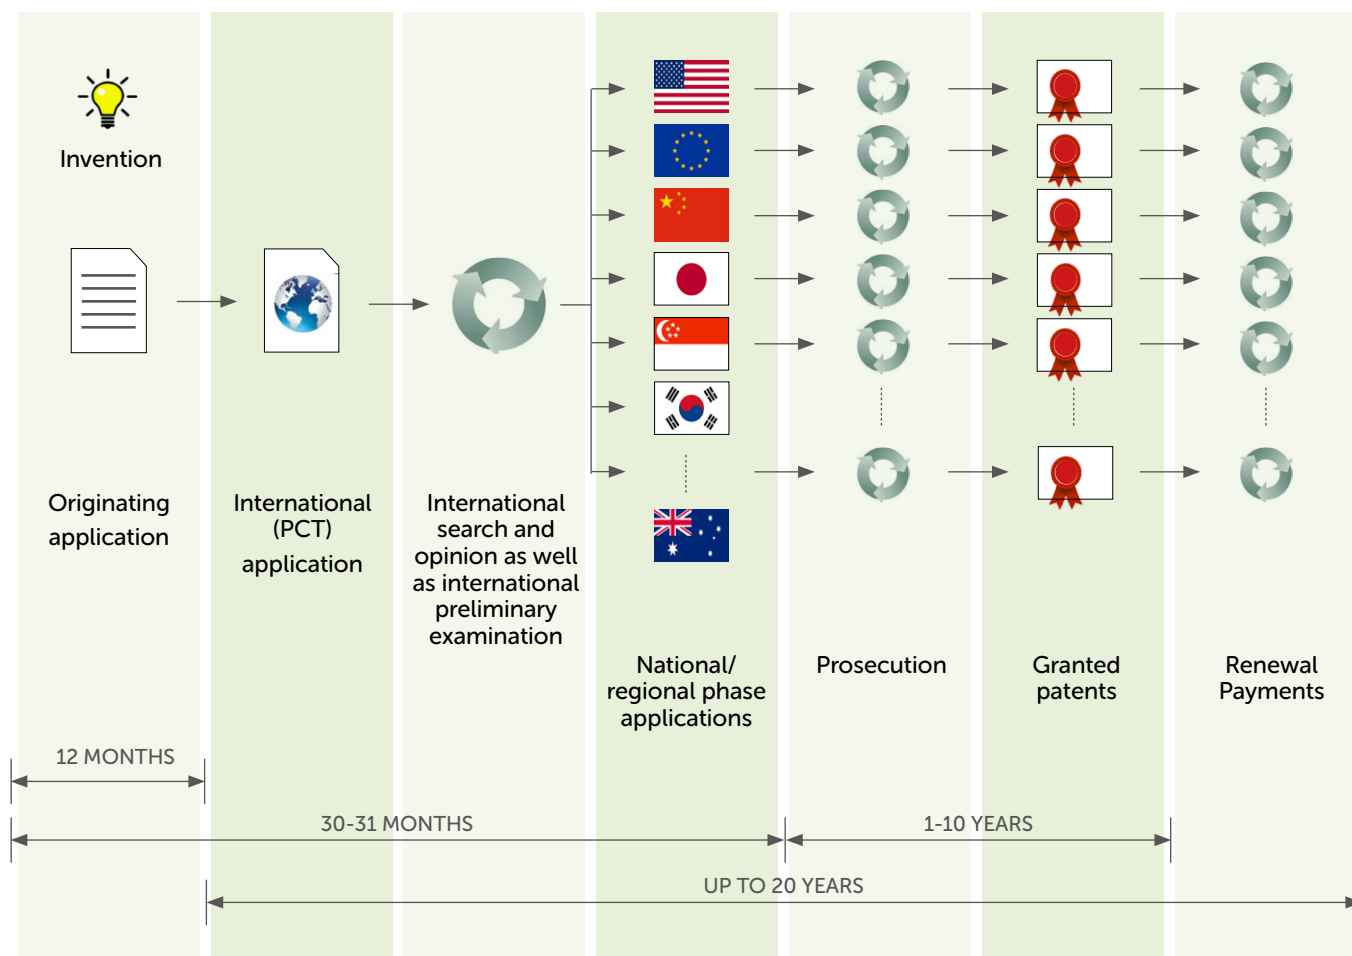 Invention
Originating
application
International
(PCT)
application
International
search and
opinion as well
as international
preliminary
examination
National/
regional phase
applications
Prosecution
Granted
patents
Renewal
Payments
12 MONTHS
30-31 MONTHS
1-10 YEARS
UP TO 20 YEARS